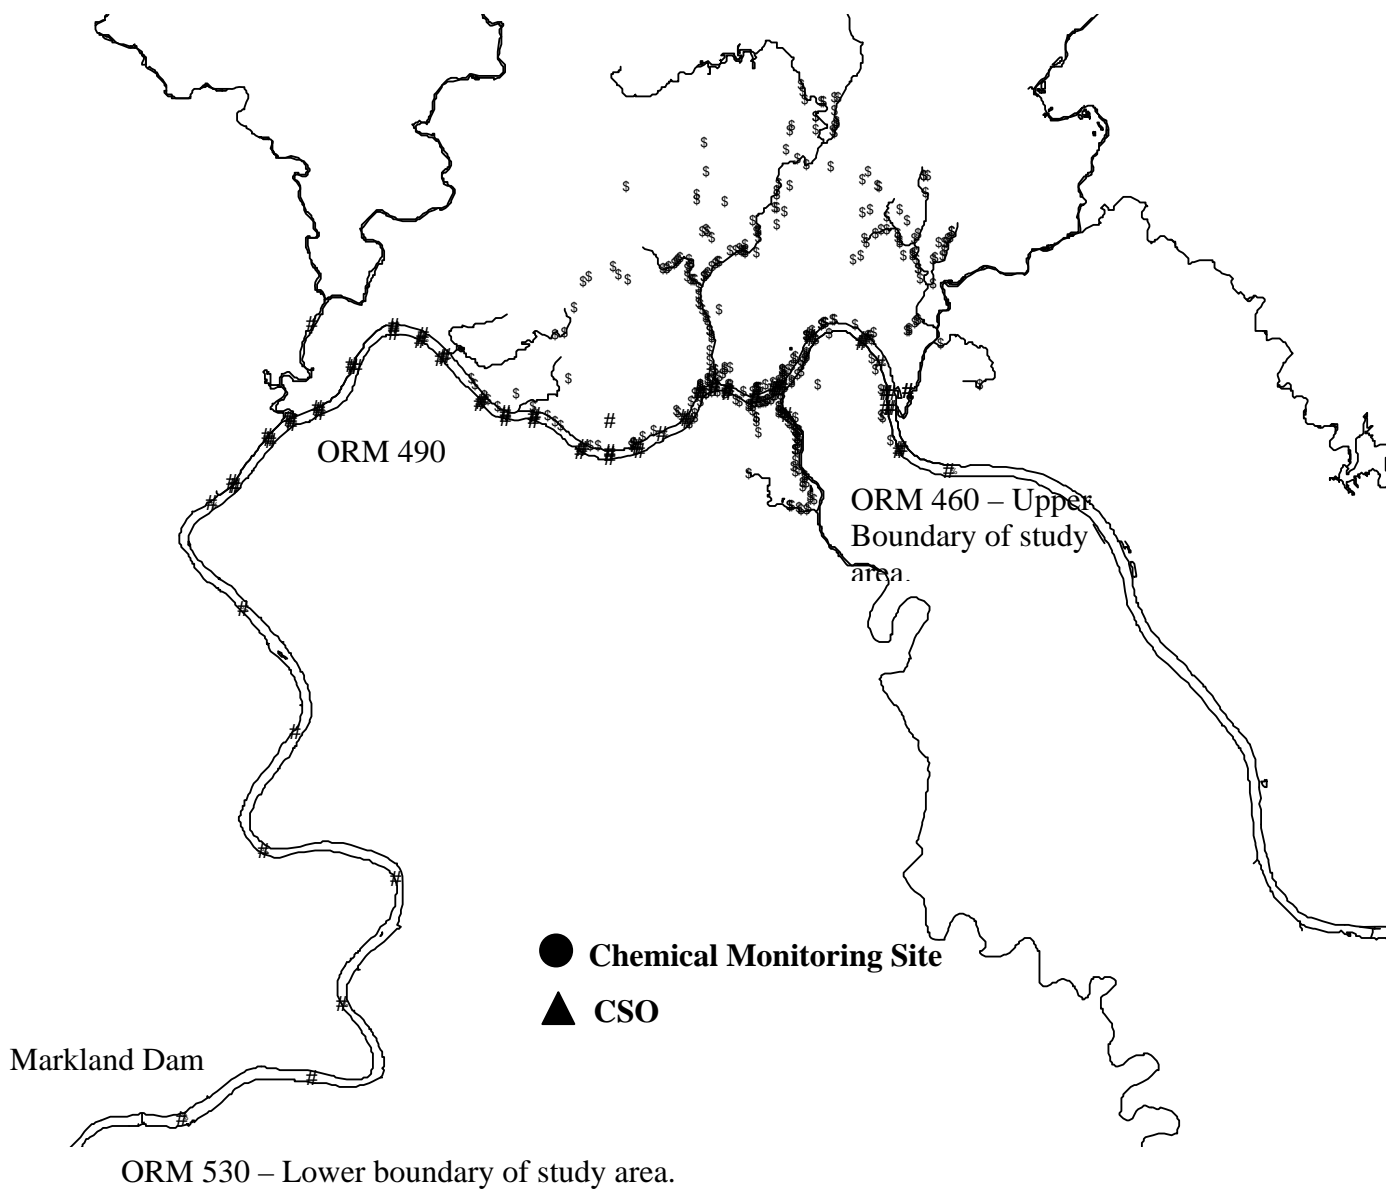 ORM 490
ORM 460 – Upper
Boundary of study
area.
Chemical Monitoring Site
CSO
Markland Dam
ORM 530 – Lower boundary of study area.